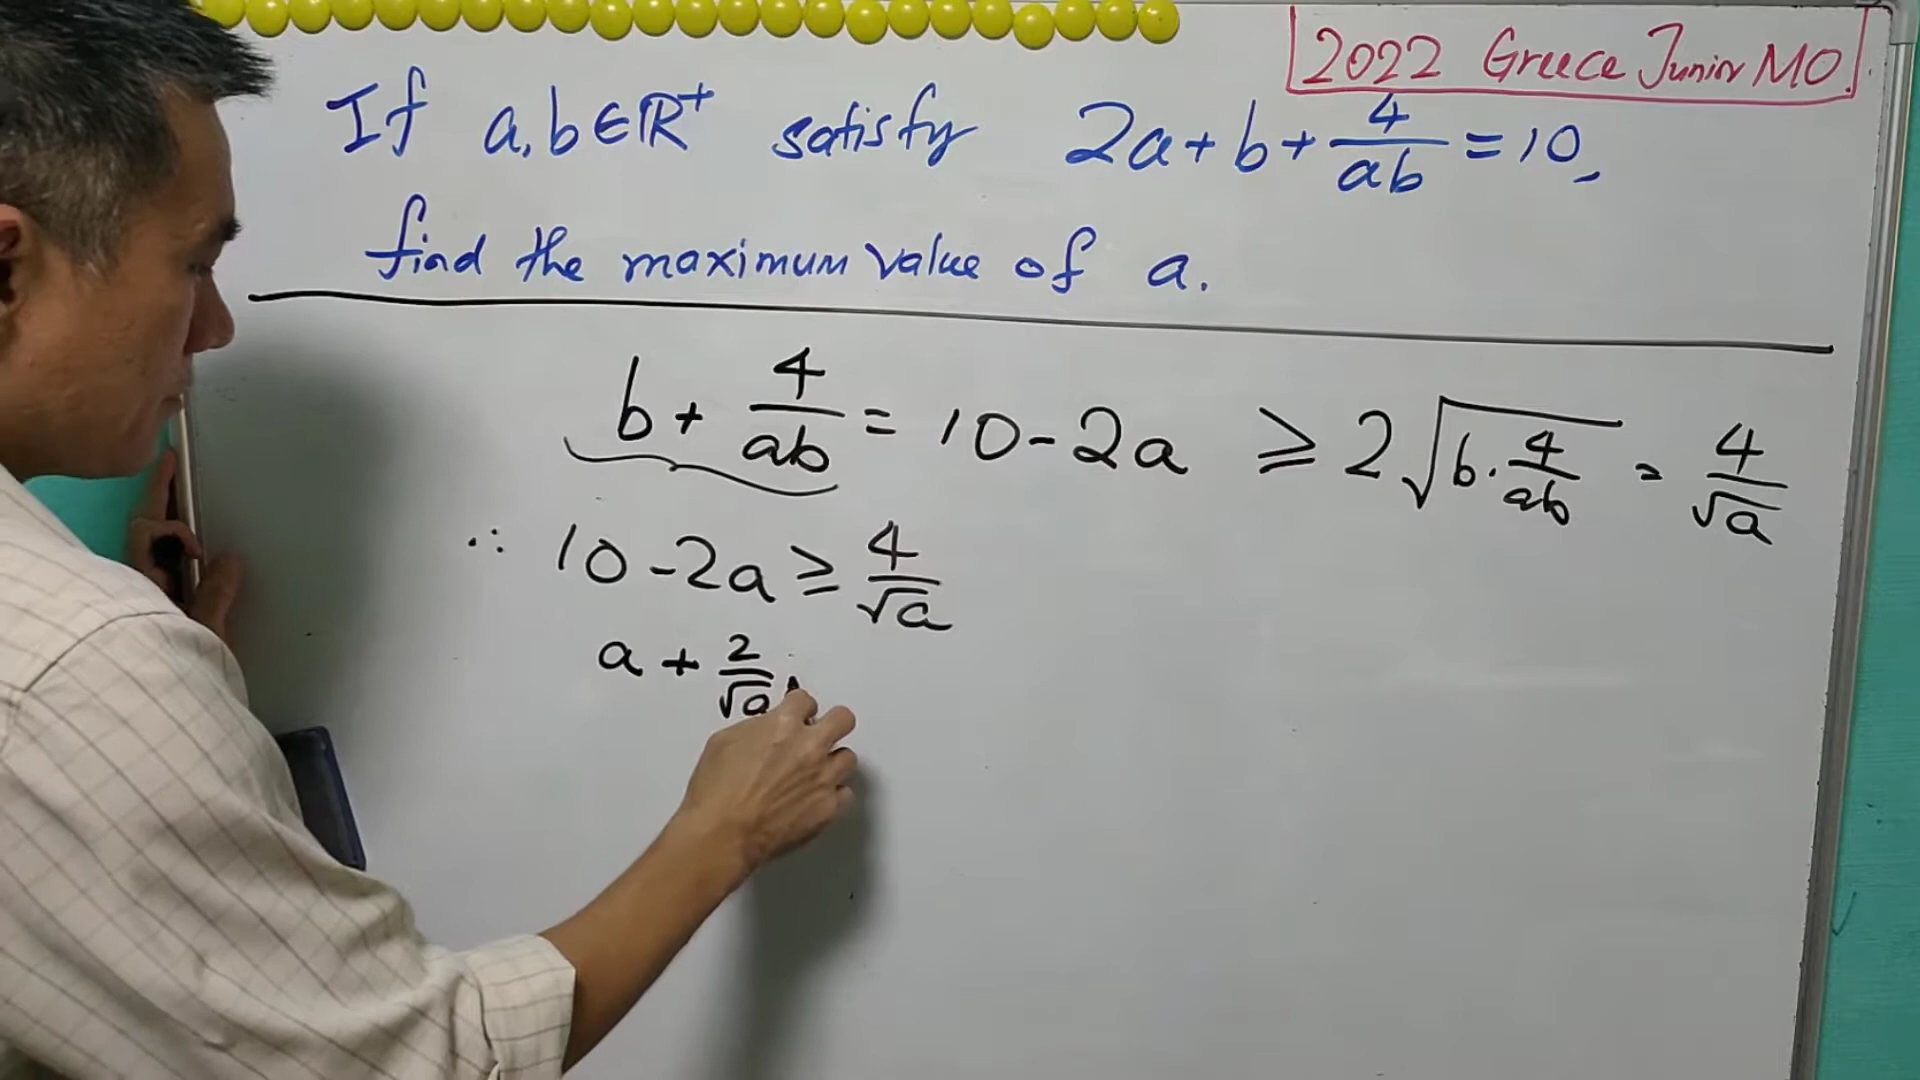 2022 Greece Junior MO.
If a,b∈R⁺ satisfy 2a+b+4/ab=10,
find the maximum value of a.
b+4/ab=10-2a ≥2√(b·4/ab) = 4/√a
∴ 10-2a≥4/√a
a+2/√a